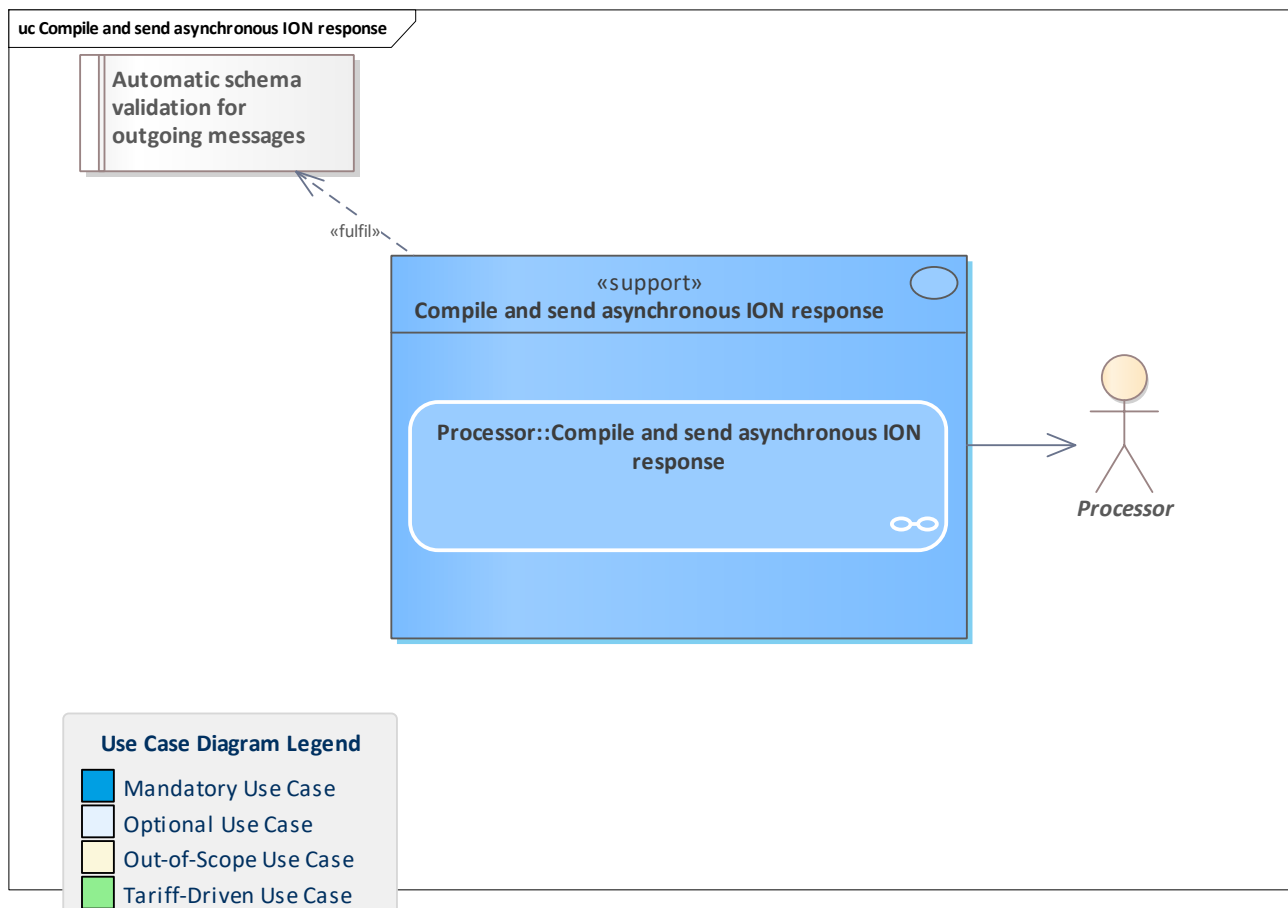 uc Compile and send asynchronous ION response
Automatic schema
validation for
outgoing messages
«fulfil»
«support»
Compile and send asynchronous ION response
Processor::Compile and send asynchronous ION
response
Processor
Use Case Diagram Legend
Mandatory Use Case
Optional Use Case
Out-of-Scope Use Case
Tariff-Driven Use Case